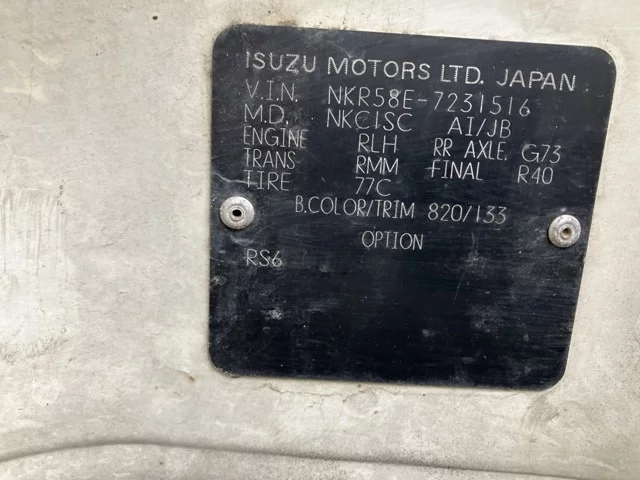 ISUZU MOTORS LTD. JAPAN
V.I.N. NKR58E-7231516
M.D. NKC1SC AI/JB
ENGINE RLH RR AXLE. G73
TRANS RMM FINAL R40
TIRE 77C
B.COLOR/TRIM 820/133
OPTION
RS6